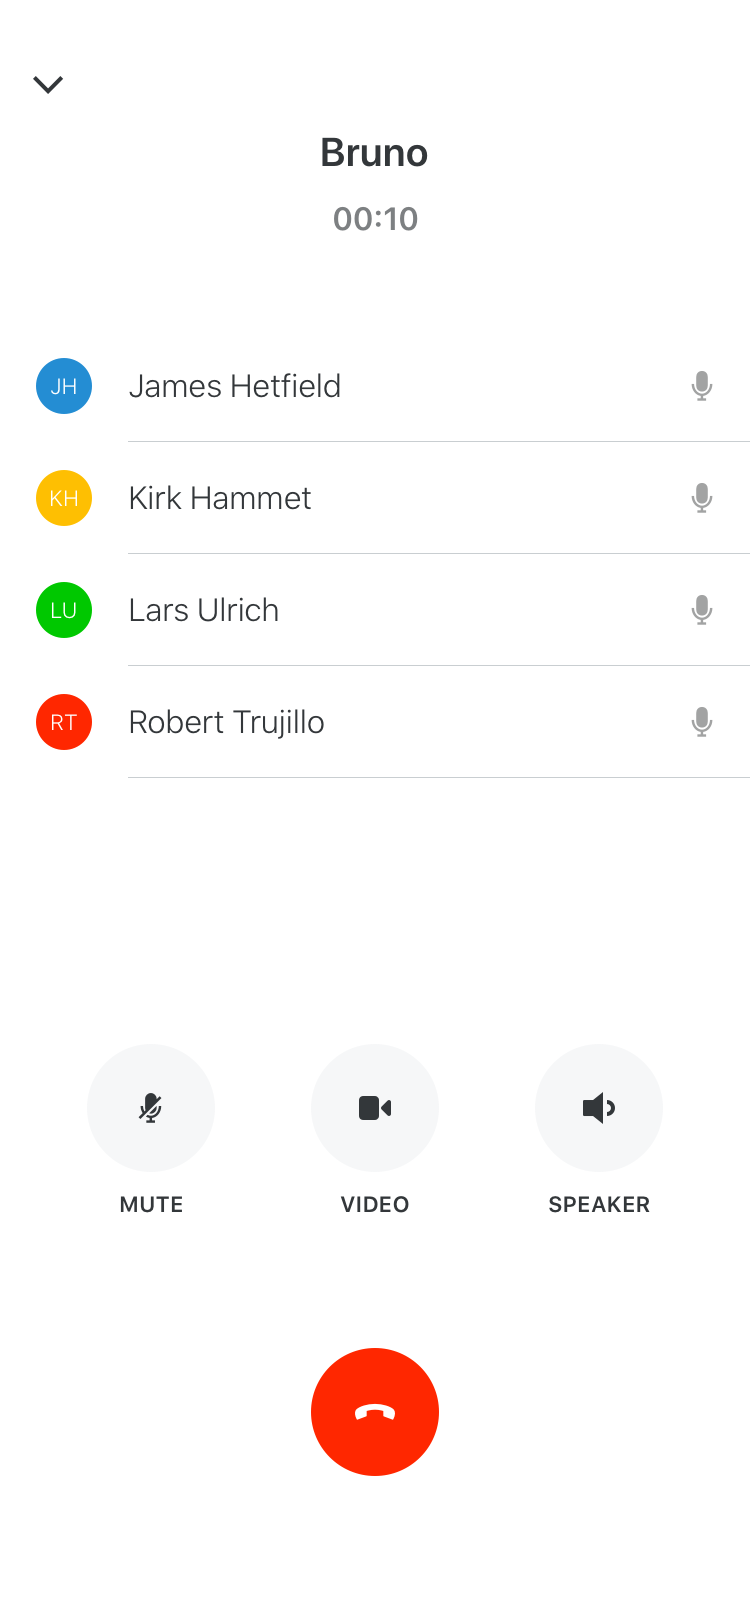 Bruno
00:10
JH James Hetfield
KH Kirk Hammet
LU Lars Ulrich
RT Robert Trujillo
MUTE VIDEO SPEAKER